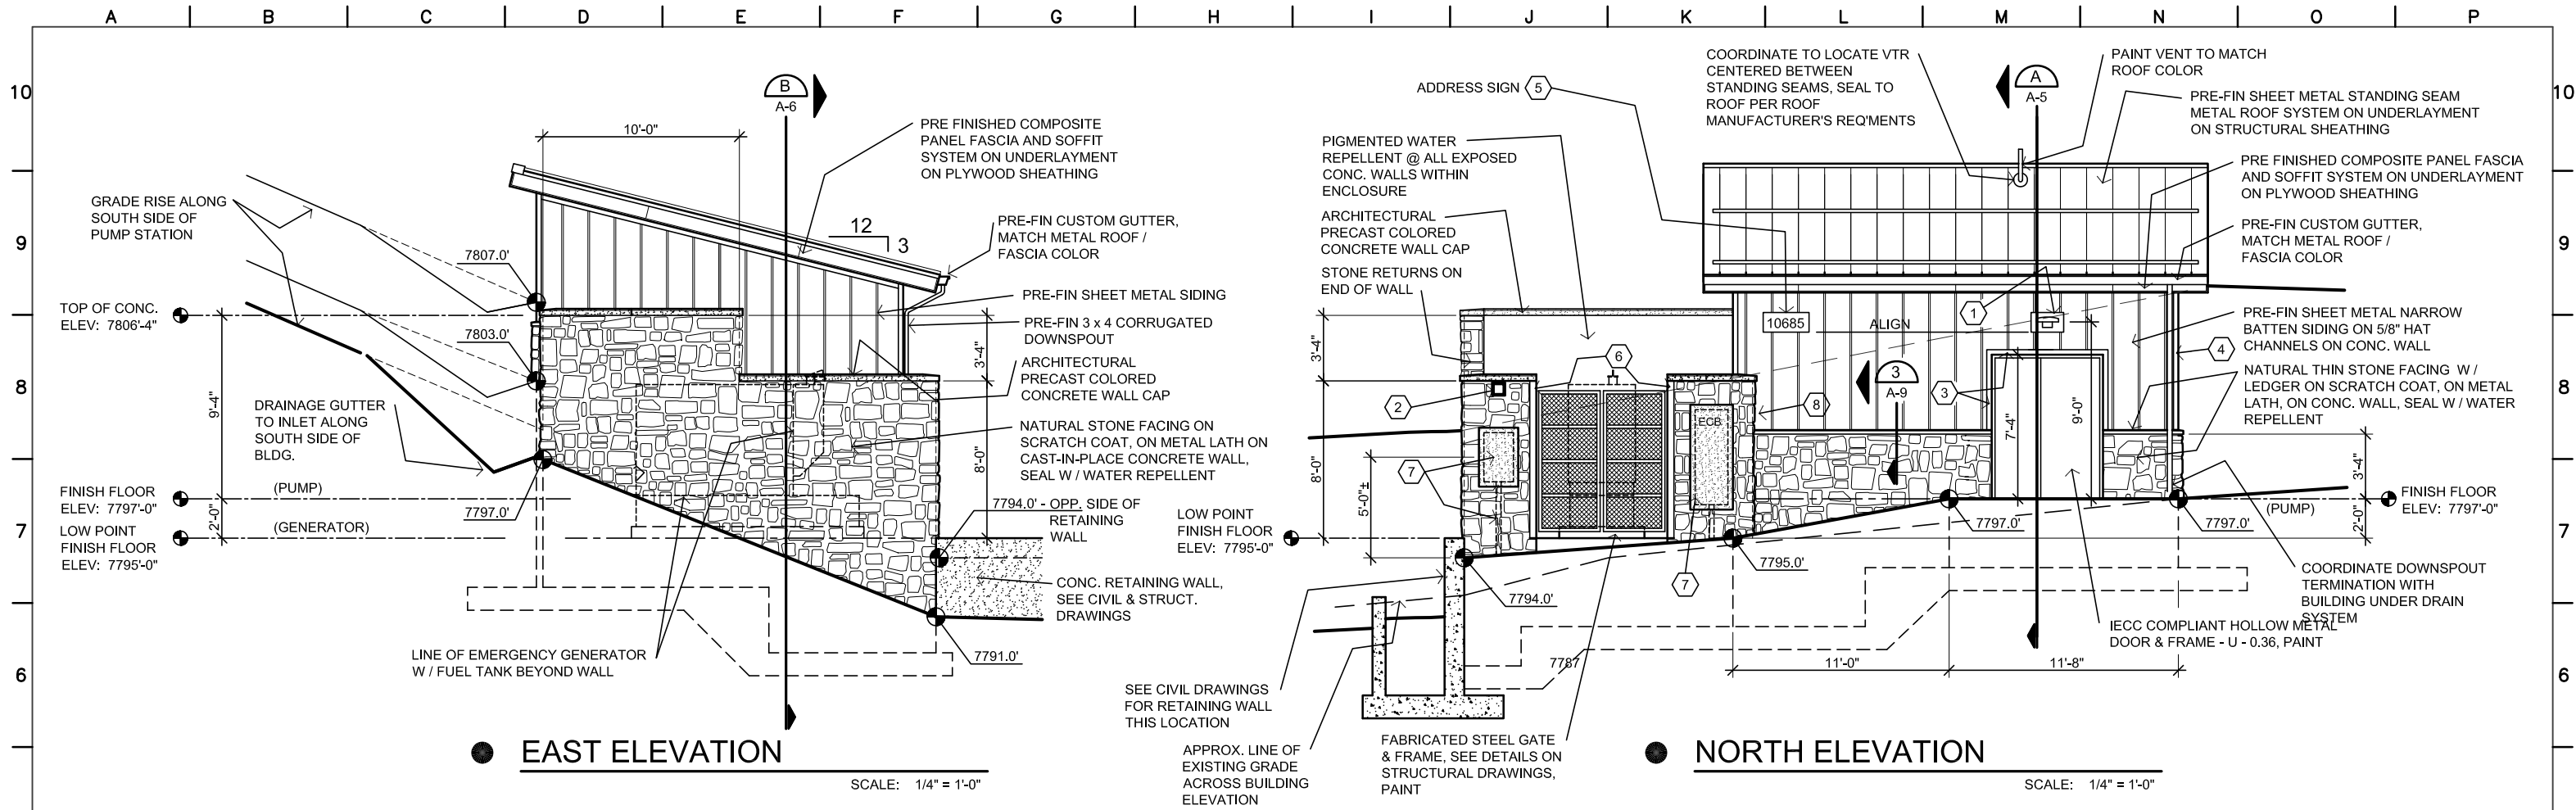 A B C D E F G H I J K L M N O P
10
9
8
7
6
10
9
8
7
6
B
A-6
10'-0"
PRE FINISHED COMPOSITE
PANEL FASCIA AND SOFFIT
SYSTEM ON UNDERLAYMENT
ON PLYWOOD SHEATHING
GRADE RISE ALONG
SOUTH SIDE OF
PUMP STATION
12
3
PRE-FIN CUSTOM GUTTER,
MATCH METAL ROOF /
FASCIA COLOR
7807.0'
TOP OF CONC.
ELEV: 7806'-4"
PRE-FIN SHEET METAL SIDING
PRE-FIN 3 x 4 CORRUGATED
DOWNSPOUT
7803.0'
3'-4"
ARCHITECTURAL
PRECAST COLORED
CONCRETE WALL CAP
9'-4"
DRAINAGE GUTTER
TO INLET ALONG
SOUTH SIDE OF
BLDG.
NATURAL STONE FACING ON
SCRATCH COAT, ON METAL LATH ON
CAST-IN-PLACE CONCRETE WALL,
SEAL W / WATER REPELLENT
8'-0"
FINISH FLOOR
ELEV: 7797'-0"
(PUMP)
7797.0'
2'-0"
(GENERATOR)
LOW POINT
FINISH FLOOR
ELEV: 7795'-0"
7794.0' - OPP. SIDE OF
RETAINING
WALL
CONC. RETAINING WALL,
SEE CIVIL & STRUCT.
DRAWINGS
LINE OF EMERGENCY GENERATOR
W / FUEL TANK BEYOND WALL
7791.0'
EAST ELEVATION
SCALE: 1/4" = 1'-0"
ADDRESS SIGN 5
COORDINATE TO LOCATE VTR
CENTERED BETWEEN
STANDING SEAMS, SEAL TO
ROOF PER ROOF
MANUFACTURER'S REQ'MENTS
A
A-5
PAINT VENT TO MATCH
ROOF COLOR
PRE-FIN SHEET METAL STANDING SEAM
METAL ROOF SYSTEM ON UNDERLAYMENT
ON STRUCTURAL SHEATHING
PIGMENTED WATER
REPELLENT @ ALL EXPOSED
CONC. WALLS WITHIN
ENCLOSURE
PRE FINISHED COMPOSITE PANEL FASCIA
AND SOFFIT SYSTEM ON UNDERLAYMENT
ON PLYWOOD SHEATHING
ARCHITECTURAL
PRECAST COLORED
CONCRETE WALL CAP
PRE-FIN CUSTOM GUTTER,
MATCH METAL ROOF /
FASCIA COLOR
STONE RETURNS ON
END OF WALL
1
10685
ALIGN
PRE-FIN SHEET METAL NARROW
BATTEN SIDING ON 5/8" HAT
CHANNELS ON CONC. WALL
3'-4"
6
4
3
A-9
3
2
8
NATURAL THIN STONE FACING W /
LEDGER ON SCRATCH COAT, ON METAL
LATH, ON CONC. WALL, SEAL W / WATER
REPELLENT
ECB
7'-4"
9'-0"
7
8'-0"
5'-0"±
3'-4"
LOW POINT
FINISH FLOOR
ELEV: 7795'-0"
FINISH FLOOR
ELEV: 7797'-0"
(PUMP)
7797.0'
7797.0'
2'-0"
7795.0'
7
7794.0'
SEE CIVIL DRAWINGS
FOR RETAINING WALL
THIS LOCATION
COORDINATE DOWNSPOUT
TERMINATION WITH
BUILDING UNDER DRAIN
SYSTEM
IECC COMPLIANT HOLLOW METAL
DOOR & FRAME - U - 0.36, PAINT
7787
11'-0"
11'-8"
APPROX. LINE OF
EXISTING GRADE
ACROSS BUILDING
ELEVATION
FABRICATED STEEL GATE
& FRAME, SEE DETAILS ON
STRUCTURAL DRAWINGS,
PAINT
NORTH ELEVATION
SCALE: 1/4" = 1'-0"